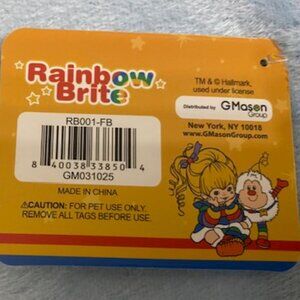 Rainbow
Brite
TM & © Hallmark,
used under license
Distributed by GMason
Group
New York, NY 10018
www.GMasonGroup.com
RB001-FB
8 40038 33850 4
GM031025
MADE IN CHINA
CAUTION: FOR PET USE ONLY.
REMOVE ALL TAGS BEFORE USE.